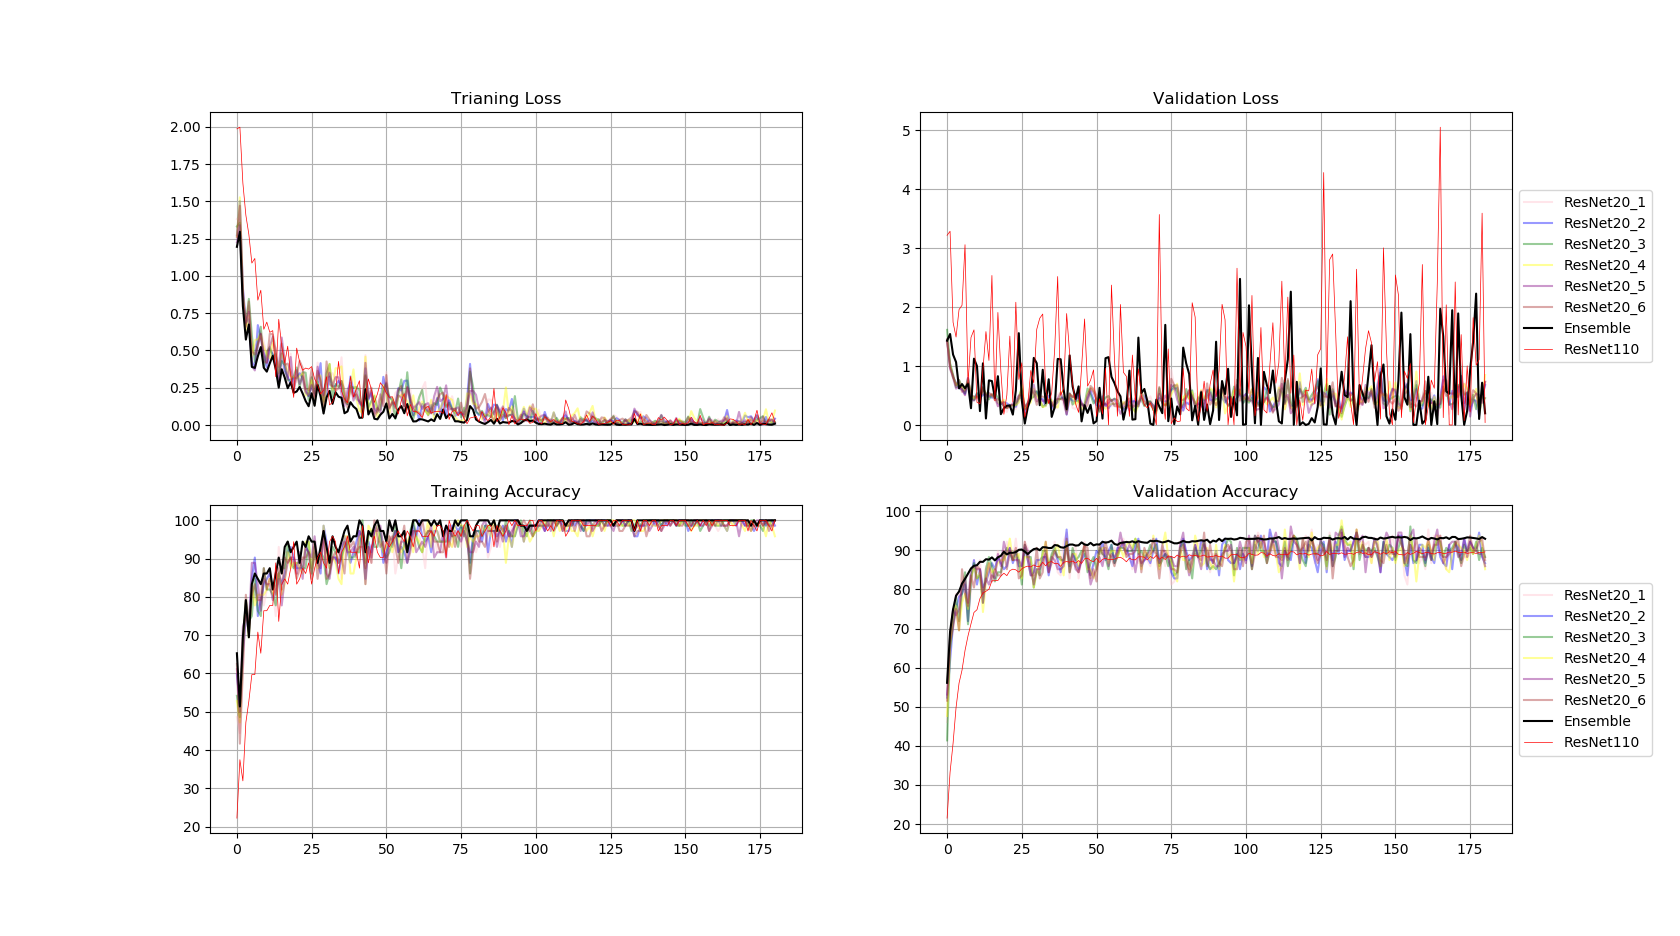 Trianing Loss
2.00
1.75
1.50
1.25
1.00
0.75
0.50
0.25
0.00
0 25 50 75 100 125 150 175
Validation Loss
5
4
3
2
1
0
0 25 50 75 100 125 150 175
ResNet20_1
ResNet20_2
ResNet20_3
ResNet20_4
ResNet20_5
ResNet20_6
Ensemble
ResNet110
Training Accuracy
100
90
80
70
60
50
40
30
20
0 25 50 75 100 125 150 175
Validation Accuracy
100
90
80
70
60
50
40
30
20
0 25 50 75 100 125 150 175
ResNet20_1
ResNet20_2
ResNet20_3
ResNet20_4
ResNet20_5
ResNet20_6
Ensemble
ResNet110